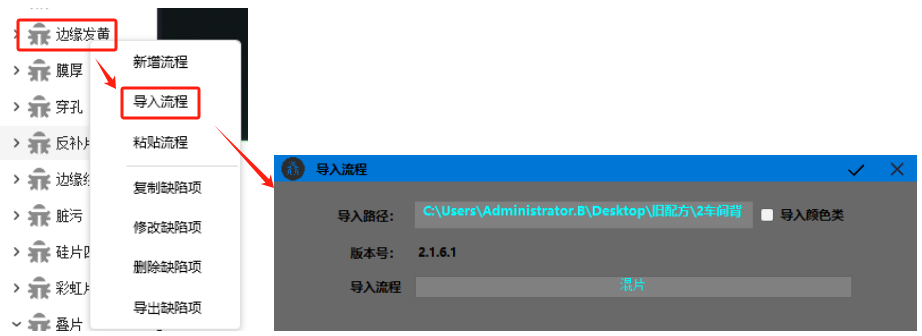 边缘发黄
膜厚
穿孔
反补
边缘
脏污
硅片
彩虹
叠片
新增流程
导入流程
粘贴流程
复制缺陷项
修改缺陷项
删除缺陷项
导出缺陷项
导入流程
导入路径: C:\Users\Administrator.B\Desktop\旧配方\2车间背 导入颜色类
版本号: 2.1.6.1
导入流程 混片